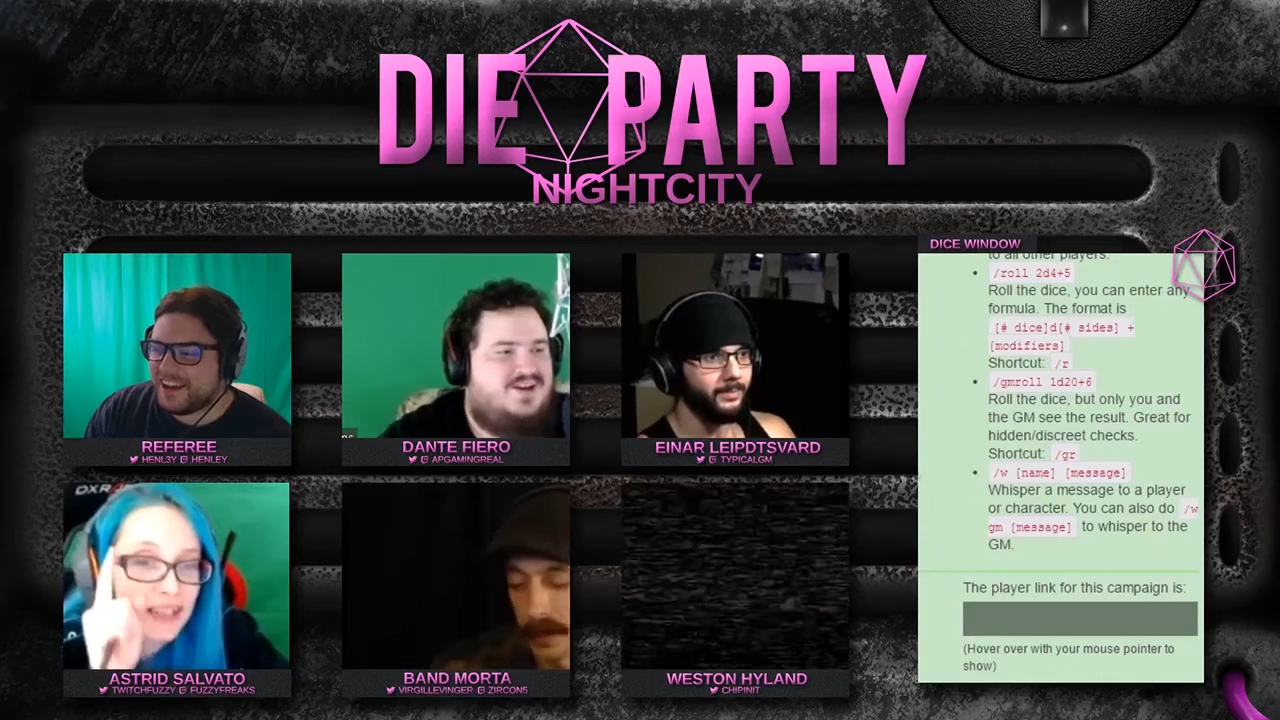 DIE PARTY
NIGHTCITY
REFEREE
HENL3Y HENLEY
DANTE FIERO
APGAMINGREAL
EINAR LEIPDTSVARD
TYPICALGM
DXR
ASTRID SALVATO
TWITCHFUZZY FUZZYFREAKS
BAND MORTA
VIRGILLEVINGER ZIRCON5
WESTON HYLAND
CHIPINIT
DICE WINDOW
to all other players.
/roll 2d4+5
Roll the dice, you can enter any
formula. The format is
[# dice]d[# sides] +
[modifiers]
Shortcut: /r
/gmroll 1d20+6
Roll the dice, but only you and
the GM see the result. Great for
hidden/discreet checks.
Shortcut: /gr
/w [name] [message]
Whisper a message to a player
or character. You can also do /w
gm [message] to whisper to the
GM.
The player link for this campaign is:
(Hover over with your mouse pointer to
show)